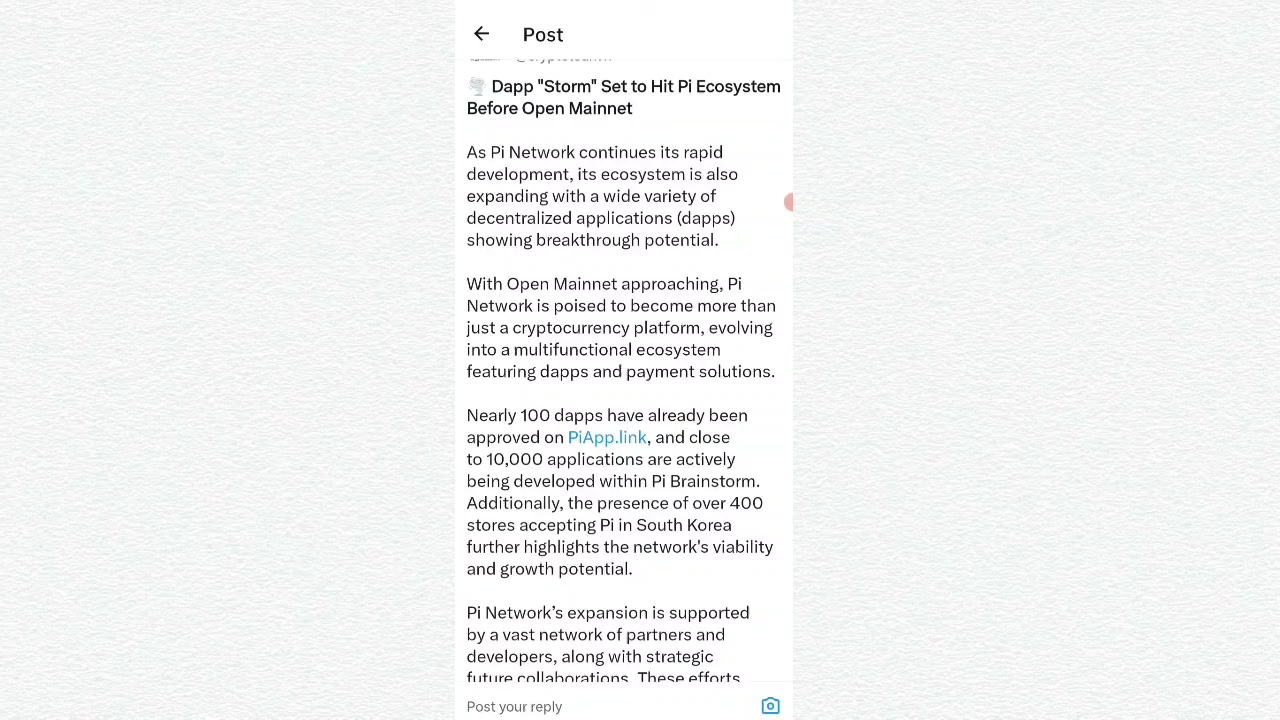 Post
🌪️ Dapp "Storm" Set to Hit Pi Ecosystem
Before Open Mainnet
As Pi Network continues its rapid
development, its ecosystem is also
expanding with a wide variety of
decentralized applications (dapps)
showing breakthrough potential.
With Open Mainnet approaching, Pi
Network is poised to become more than
just a cryptocurrency platform, evolving
into a multifunctional ecosystem
featuring dapps and payment solutions.
Nearly 100 dapps have already been
approved on PiApp.link, and close
to 10,000 applications are actively
being developed within Pi Brainstorm.
Additionally, the presence of over 400
stores accepting Pi in South Korea
further highlights the network's viability
and growth potential.
Pi Network’s expansion is supported
by a vast network of partners and
developers, along with strategic
future collaborations. These efforts
Post your reply